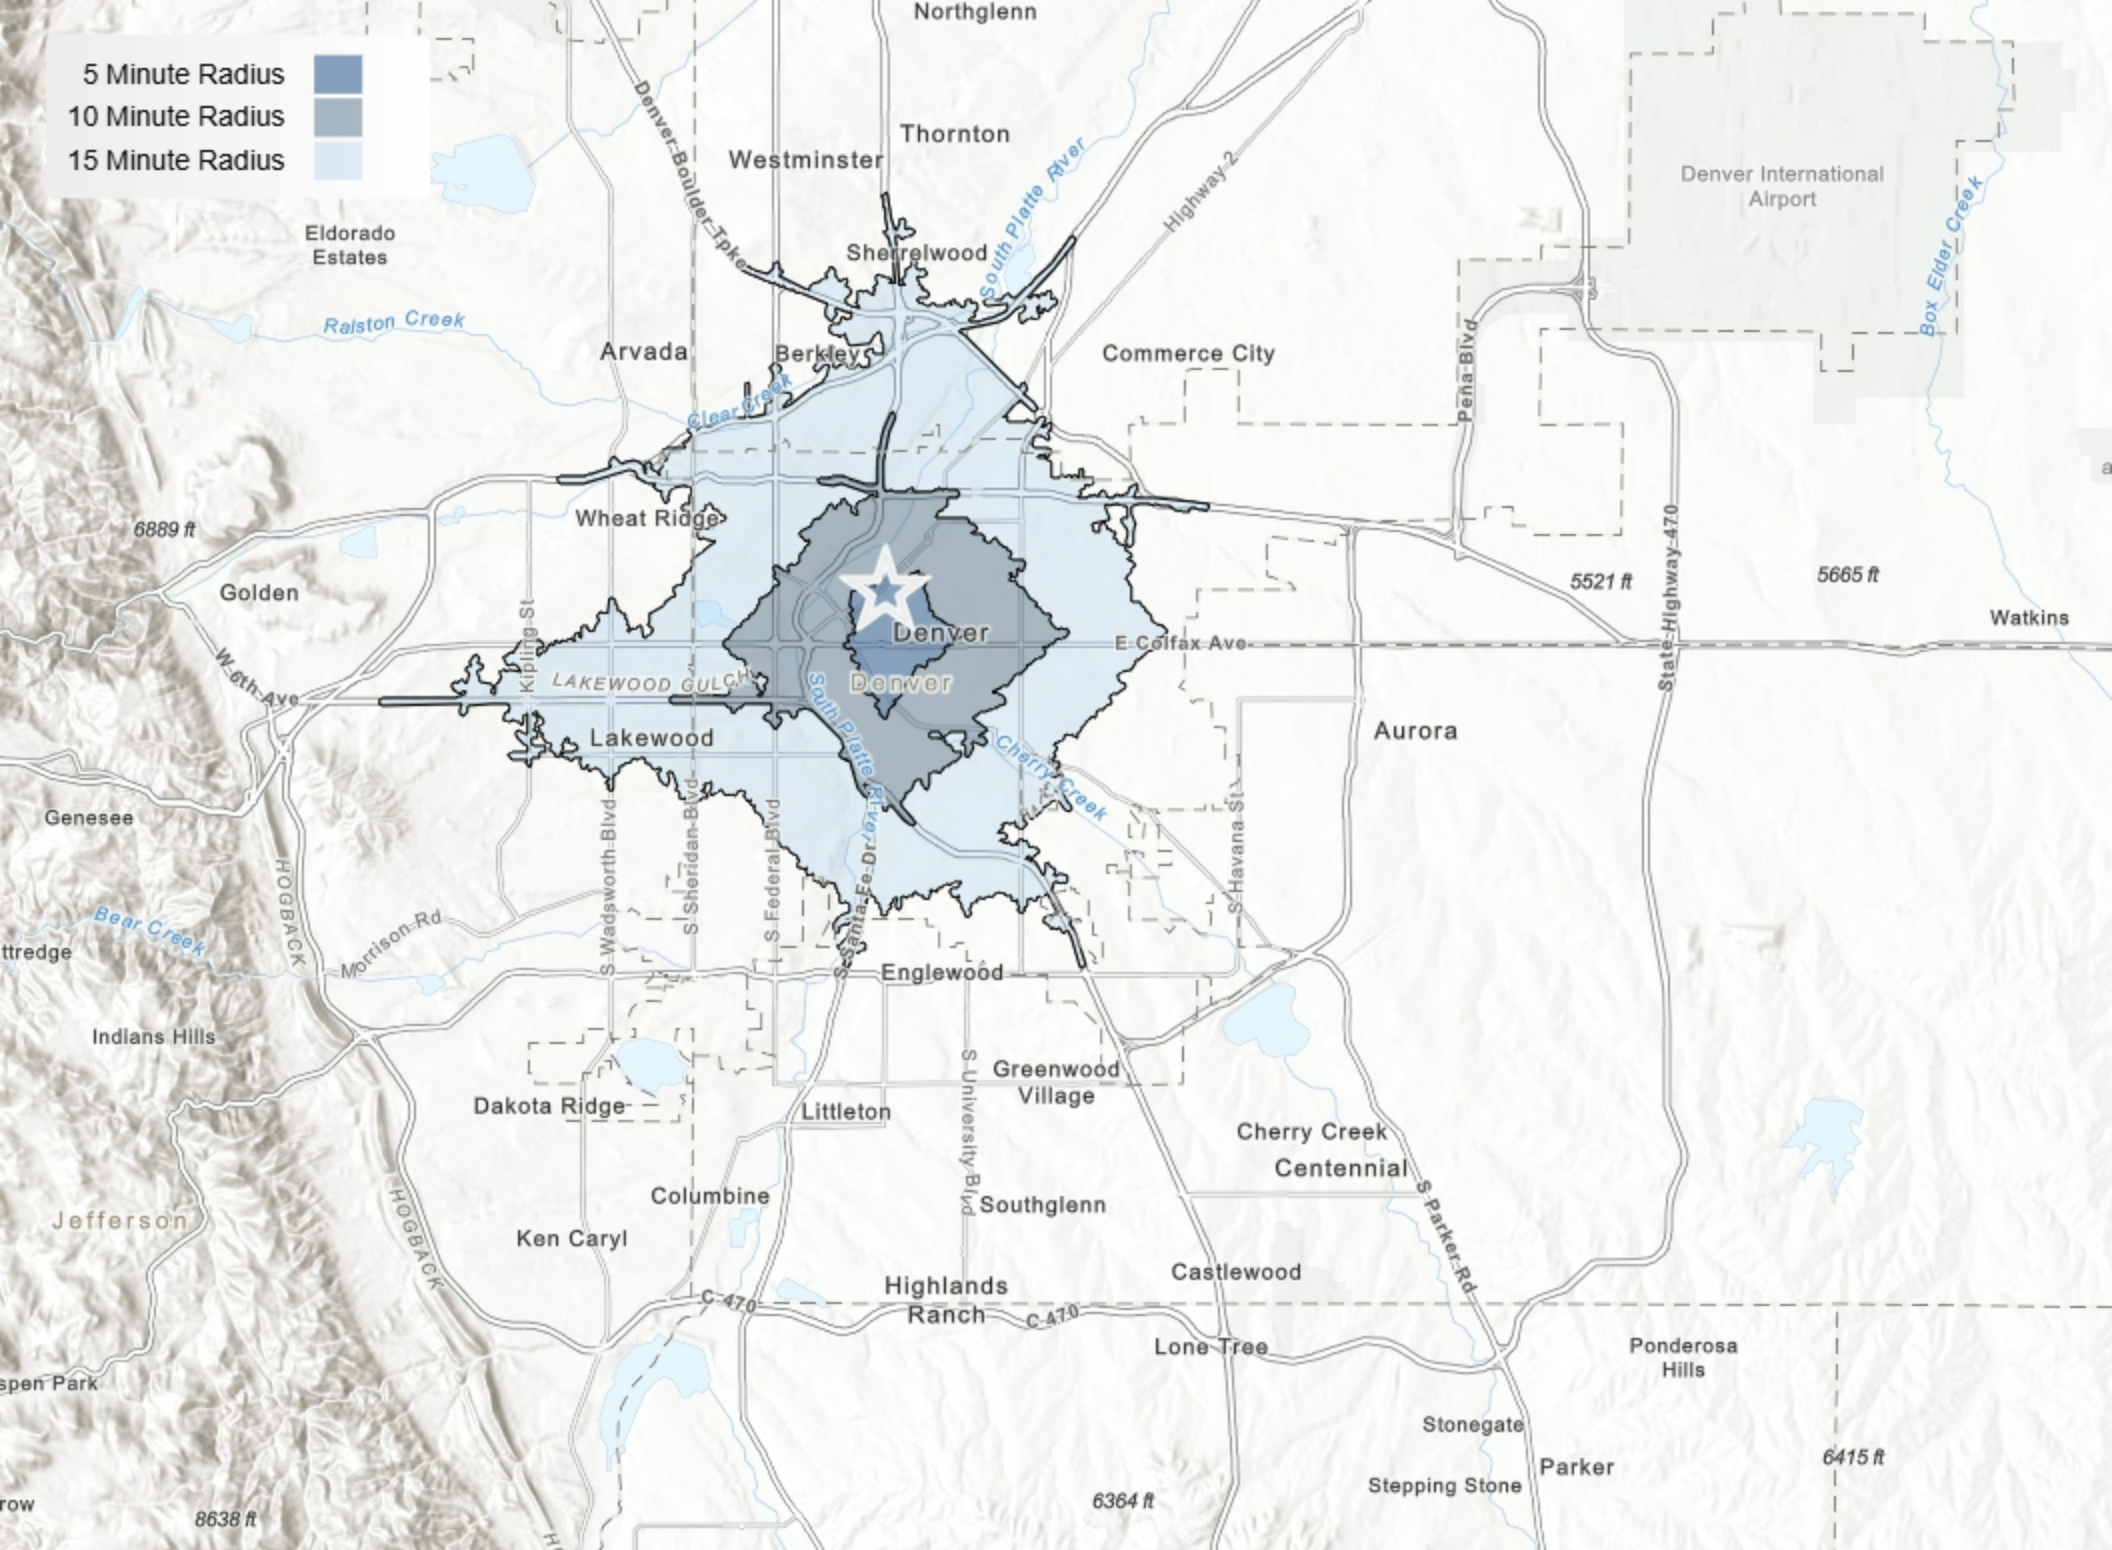 Northglenn
5 Minute Radius
10 Minute Radius
15 Minute Radius
Denver-Boulder Tpke
Thornton
Westminster
South Platte River
Highway 2
Denver International
Airport
Box Elder Creek
Eldorado
Estates
Sherrelwood
Ralston Creek
Arvada
Berkley
Commerce City
Peña Blvd
Clear Creek
Wheat Ridge
6889 ft
State Highway 470
5521 ft
5665 ft
Golden
Watkins
Kipling St
Denver
E Colfax Ave
W 6th Ave
LAKEWOOD GULCH
Denver
South Platte River
Lakewood
Aurora
Cherry Creek
Genesee
S Wadsworth Blvd
S Sheridan Blvd
S Federal Blvd
S Santa Fe Dr
S Havana St
HOGBACK
Bear Creek
Morrison Rd
ttredge
Englewood
Indians Hills
Greenwood
Village
S University Blvd
Dakota Ridge
Littleton
Cherry Creek
Centennial
Columbine
Southglenn
S Parker Rd
Jefferson
HOGBACK
Ken Caryl
Castlewood
Highlands
Ranch
C 470
C 470
Lone Tree
Ponderosa
Hills
spen Park
Stonegate
6415 ft
Parker
Stepping Stone
6364 ft
row
8638 ft
HO
a